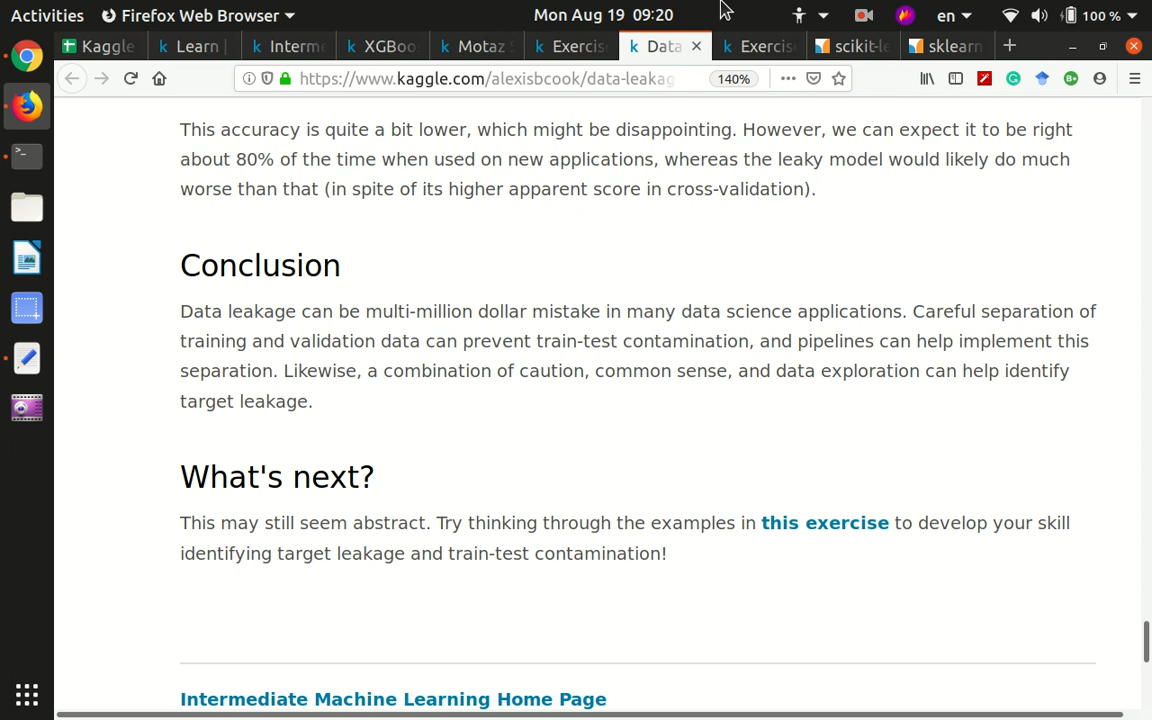 Activities Firefox Web Browser Mon Aug 19 09:20 en 100 %
Kaggle Learn | Interme XGBoo Motaz Exercis Data Exercis scikit-le sklearn
https://www.kaggle.com/alexisbcook/data-leakag 140%
This accuracy is quite a bit lower, which might be disappointing. However, we can expect it to be right
about 80% of the time when used on new applications, whereas the leaky model would likely do much
worse than that (in spite of its higher apparent score in cross-validation).
Conclusion
Data leakage can be multi-million dollar mistake in many data science applications. Careful separation of
training and validation data can prevent train-test contamination, and pipelines can help implement this
separation. Likewise, a combination of caution, common sense, and data exploration can help identify
target leakage.
What's next?
This may still seem abstract. Try thinking through the examples in this exercise to develop your skill
identifying target leakage and train-test contamination!
Intermediate Machine Learning Home Page